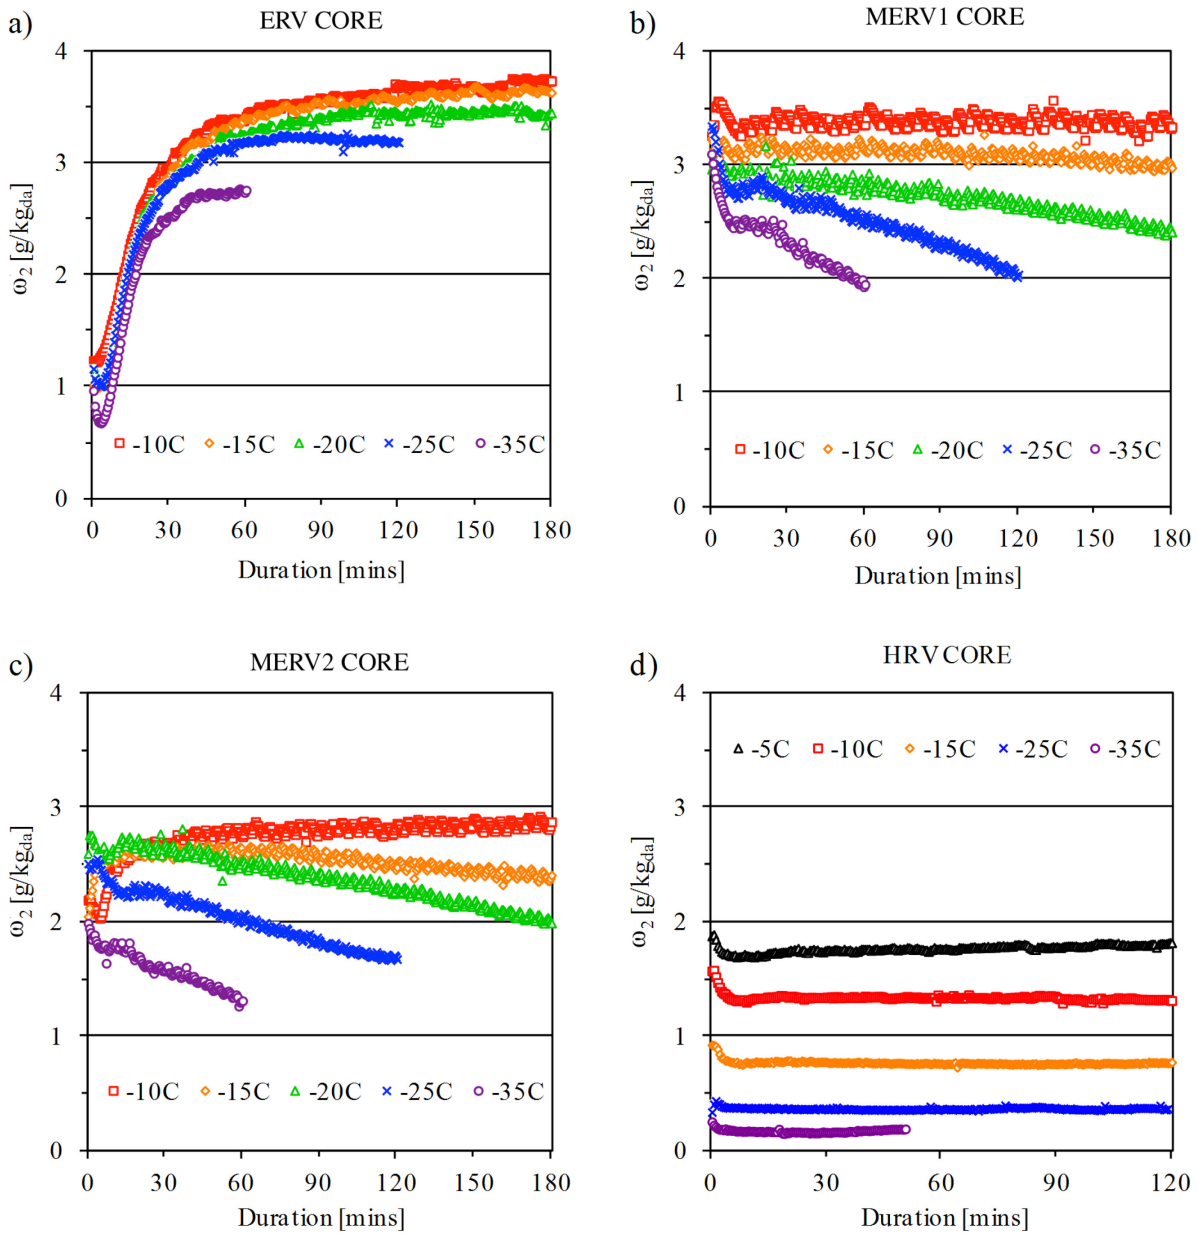 a)
ERV CORE
4
3
2
1
0
ω2 [g/kgda]
-10C -15C -20C -25C -35C
0 30 60 90 120 150 180
Duration [mins]
b)
MERV1 CORE
4
3
2
1
0
ω2 [g/kgda]
-10C -15C -20C -25C -35C
0 30 60 90 120 150 180
Duration [mins]
c)
MERV2 CORE
4
3
2
1
0
ω2 [g/kgda]
-10C -15C -20C -25C -35C
0 30 60 90 120 150 180
Duration [mins]
d)
HRV CORE
4
3
2
1
0
ω2 [g/kgda]
-5C -10C -15C -25C -35C
0 30 60 90 120
Duration [mins]